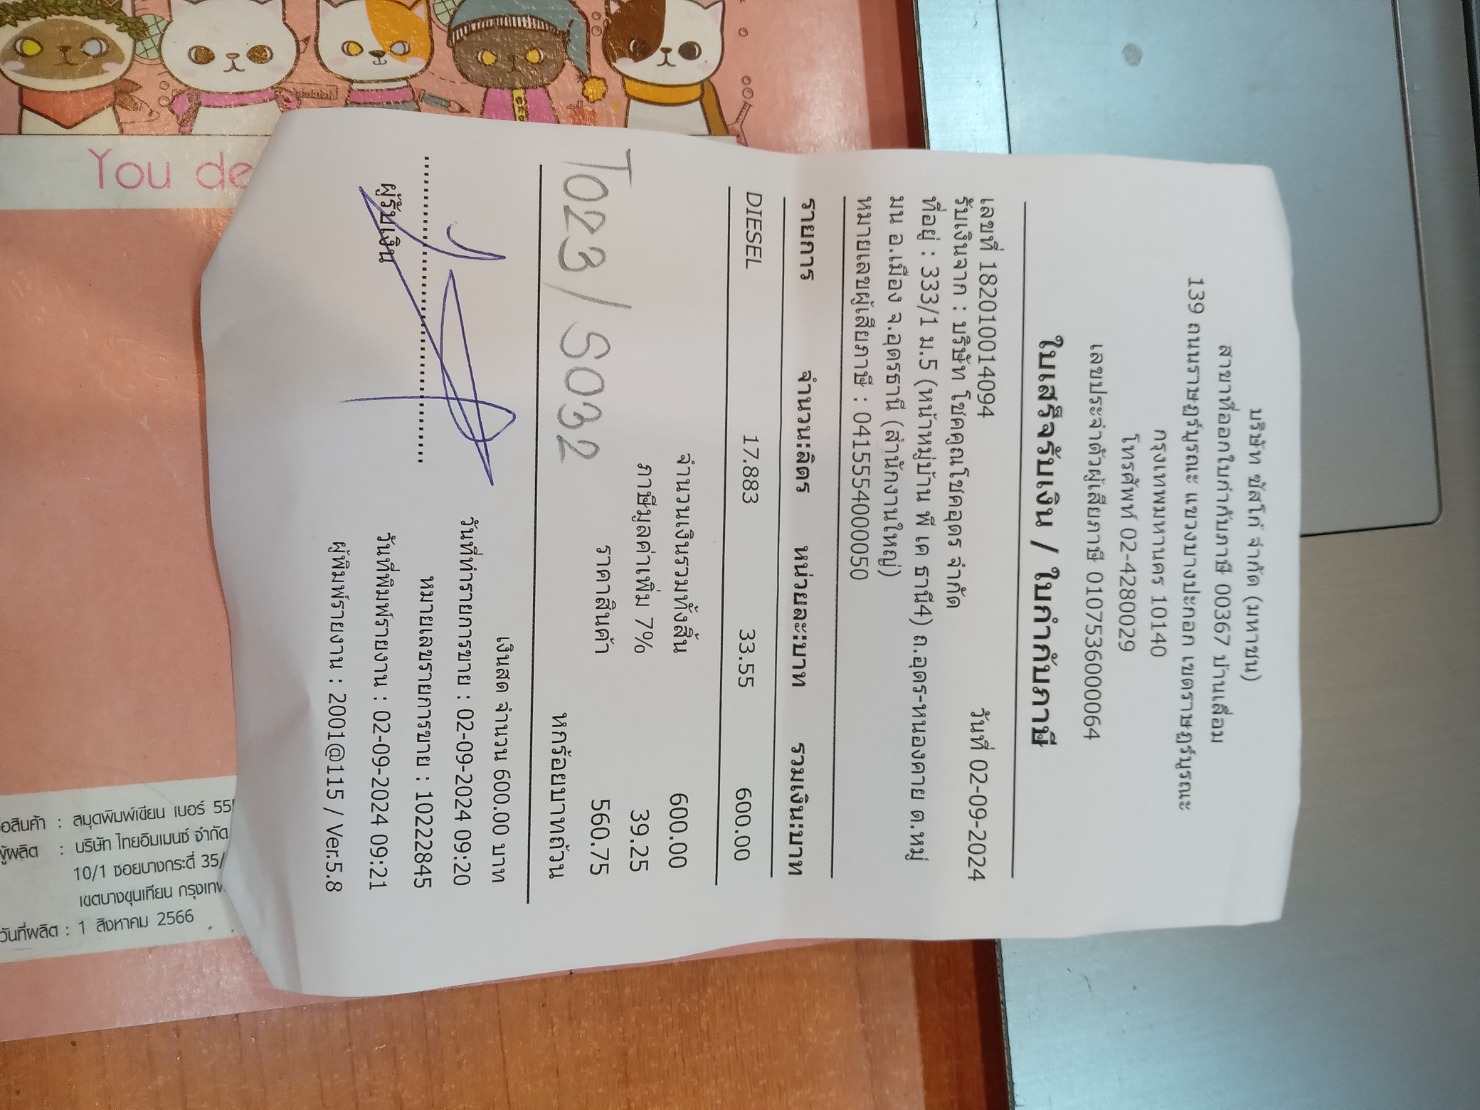 บริษัท ซัสโก้ จำกัด (มหาชน)
สาขาที่ออกใบกำกับภาษี 00367 บ้านเลื่อม
139 ถนนราษฎร์บูรณะ แขวงบางปะกอก เขตราษฎร์บูรณะ
กรุงเทพมหานคร 10140
โทรศัพท์ 02-4280029
เลขประจำตัวผู้เสียภาษี 0107536000064
ใบเสร็จรับเงิน / ใบกำกับภาษี
เลขที่ 1820100014094 วันที่ 02-09-2024
รับเงินจาก : บริษัท โชคคูณโชคอุดร จำกัด
ที่อยู่ : 333/1 ม.5 (หน้าหมู่บ้าน พี เค ธานี4) ถ.อุดร-หนองคาย ต.หมู่
มน อ.เมือง จ.อุดรธานี (สำนักงานใหญ่)
หมายเลขผู้เสียภาษี : 0415554000050
รายการ จำนวน:ลิตร หน่วยละ:บาท รวมเงิน:บาท
DIESEL 17.883 33.55 600.00
จำนวนเงินรวมทั้งสิ้น 600.00
ภาษีมูลค่าเพิ่ม 7% 39.25
ราคาสินค้า 560.75
T023/S032
หกร้อยบาทถ้วน
เงินสด จำนวน 600.00 บาท
วันที่ทำรายการขาย : 02-09-2024 09:20
หมายเลขรายการขาย : 10222845
ผู้รับเงิน
วันที่พิมพ์รายงาน : 02-09-2024 09:21
ผู้พิมพ์รายงาน : 2001@115 / Ver.5.8
You de
อสินค้า : สมุดพิมพ์เขียน เบอร์ 55
ผู้ผลิต : บริษัท ไทยอิมเมนซ์ จำกัด
10/1 ซอยบางกระดี่ 35/
เขตบางขุนเทียน กรุงเทพ
วันที่ผลิต : 1 สิงหาคม 2566